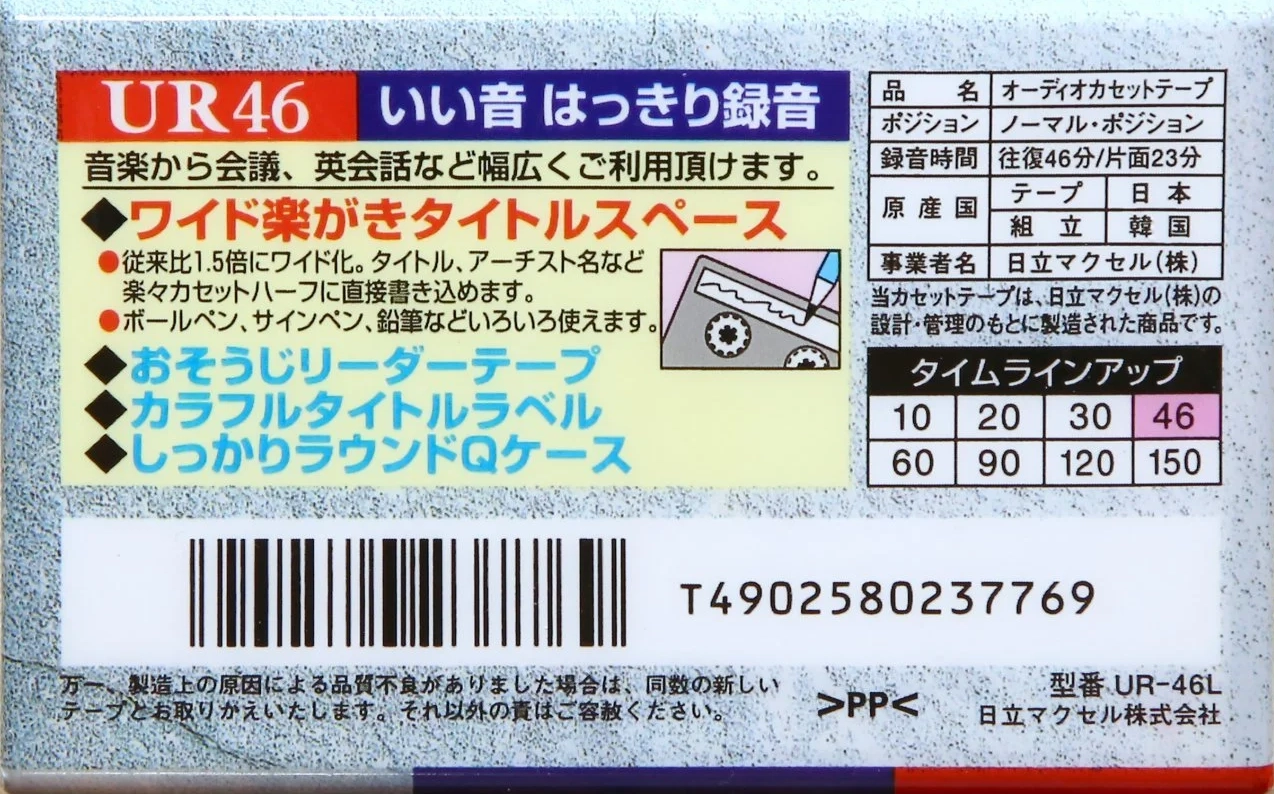 UR46 いい音 はっきり録音
音楽から会議、英会話など幅広くご利用頂けます。
◆ワイド楽がきタイトルスペース
●従来比1.5倍にワイド化。タイトル、アーチスト名など
楽々カセットハーフに直接書き込めます。
●ボールペン、サインペン、鉛筆などいろいろ使えます。
◆おそうじリーダーテープ
◆カラフルタイトルラベル
◆しっかりラウンドQケース
品名 オーディオカセットテープ
ポジション ノーマル・ポジション
録音時間 往復46分/片面23分
原産国 テープ 日本
組立 韓国
事業者名 日立マクセル(株)
当カセットテープは、日立マクセル(株)の
設計・管理のもとに製造された商品です。
タイムラインアップ
10 20 30 46
60 90 120 150
T4902580237769
万一、製造上の原因による品質不良がありました場合は、同数の新しい
テープとお取りかえいたします。それ以外の責はご容赦ください。
>PP<
型番 UR-46L
日立マクセル株式会社